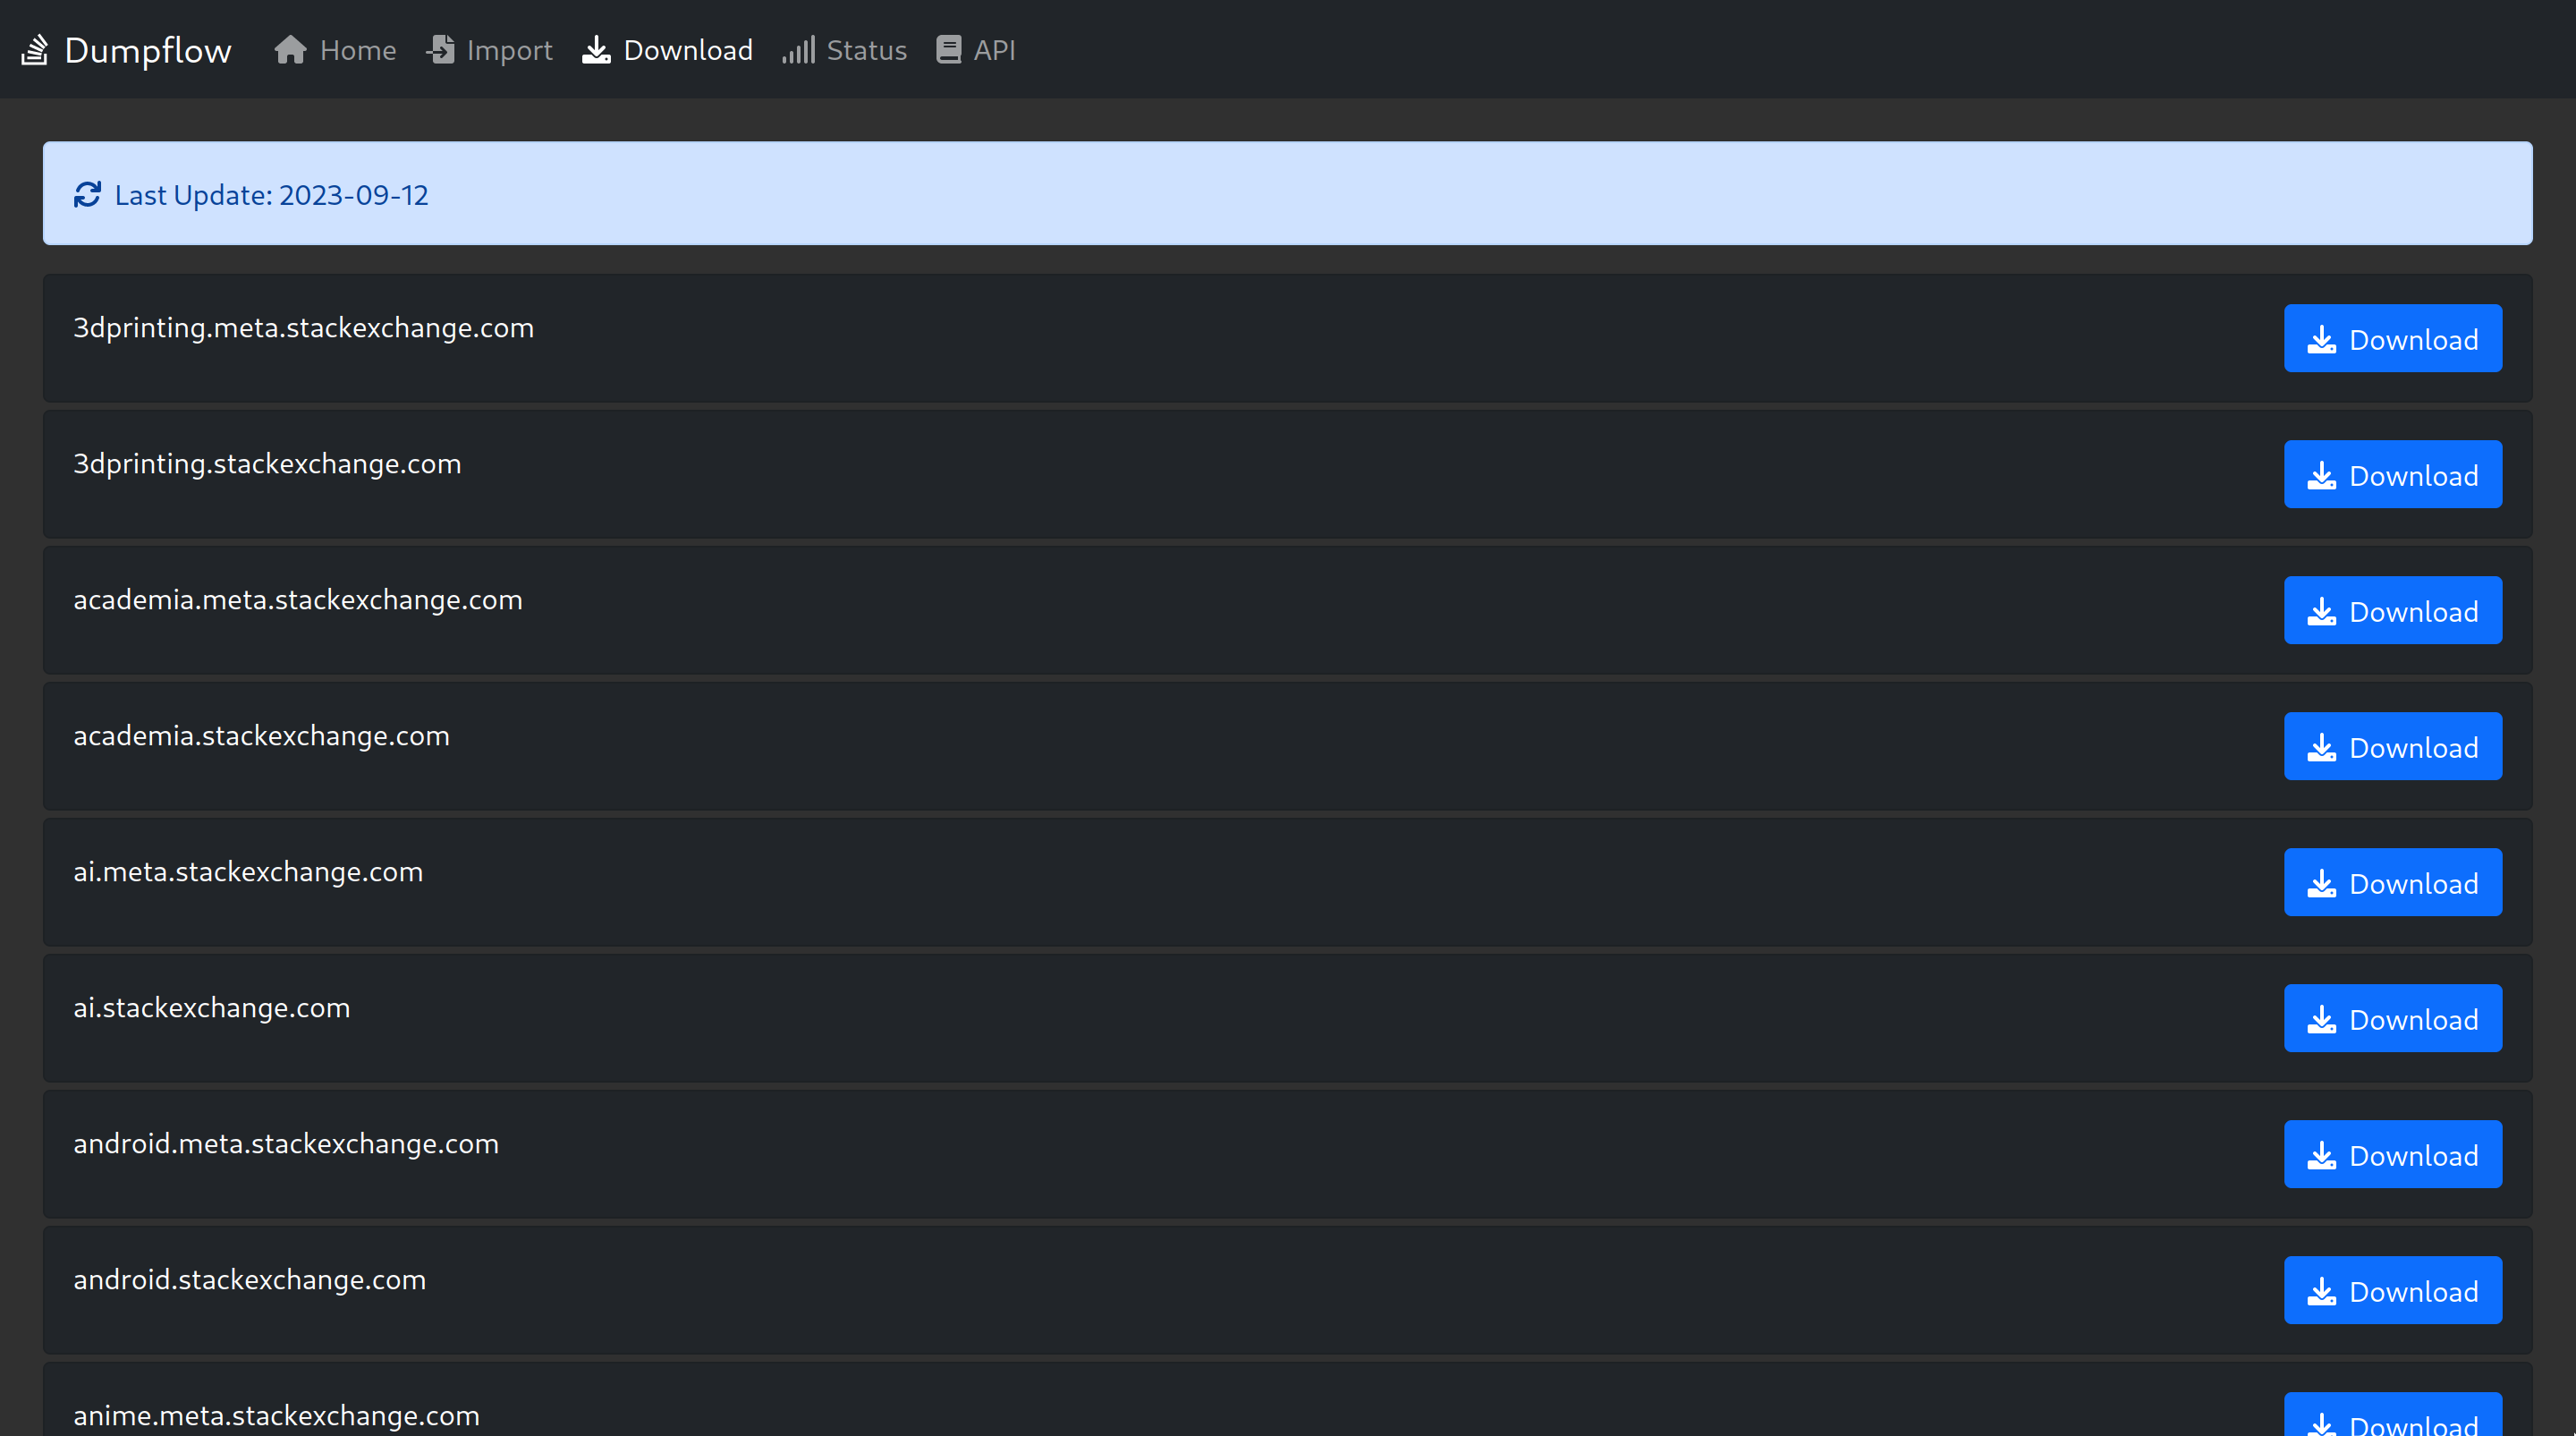 Dumpflow Home Import Download Status API
Last Update: 2023-09-12
3dprinting.meta.stackexchange.com Download
3dprinting.stackexchange.com Download
academia.meta.stackexchange.com Download
academia.stackexchange.com Download
ai.meta.stackexchange.com Download
ai.stackexchange.com Download
android.meta.stackexchange.com Download
android.stackexchange.com Download
anime.meta.stackexchange.com Download